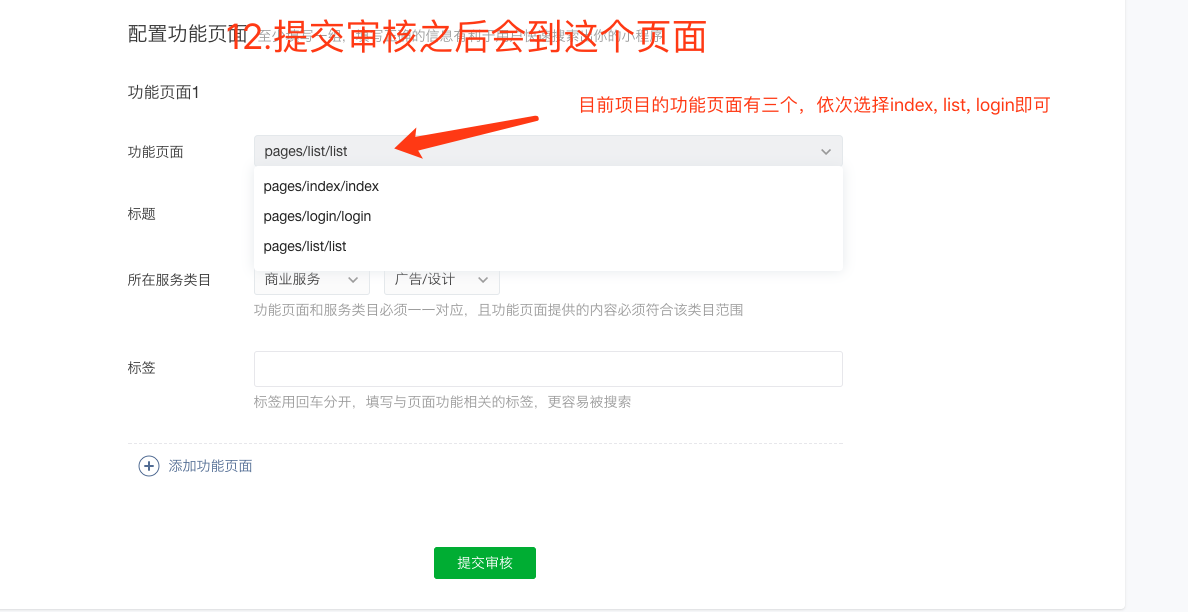 配置功能页面
12.提交审核之后会到这个页面
功能页面1
目前项目的功能页面有三个，依次选择index, list, login即可
功能页面
pages/list/list
pages/index/index
pages/login/login
pages/list/list
标题
所在服务类目
商业服务
广告/设计
功能页面和服务类目必须一一对应，且功能页面提供的内容必须符合该类目范围
标签
标签用回车分开，填写与页面功能相关的标签，更容易被搜索
添加功能页面
提交审核